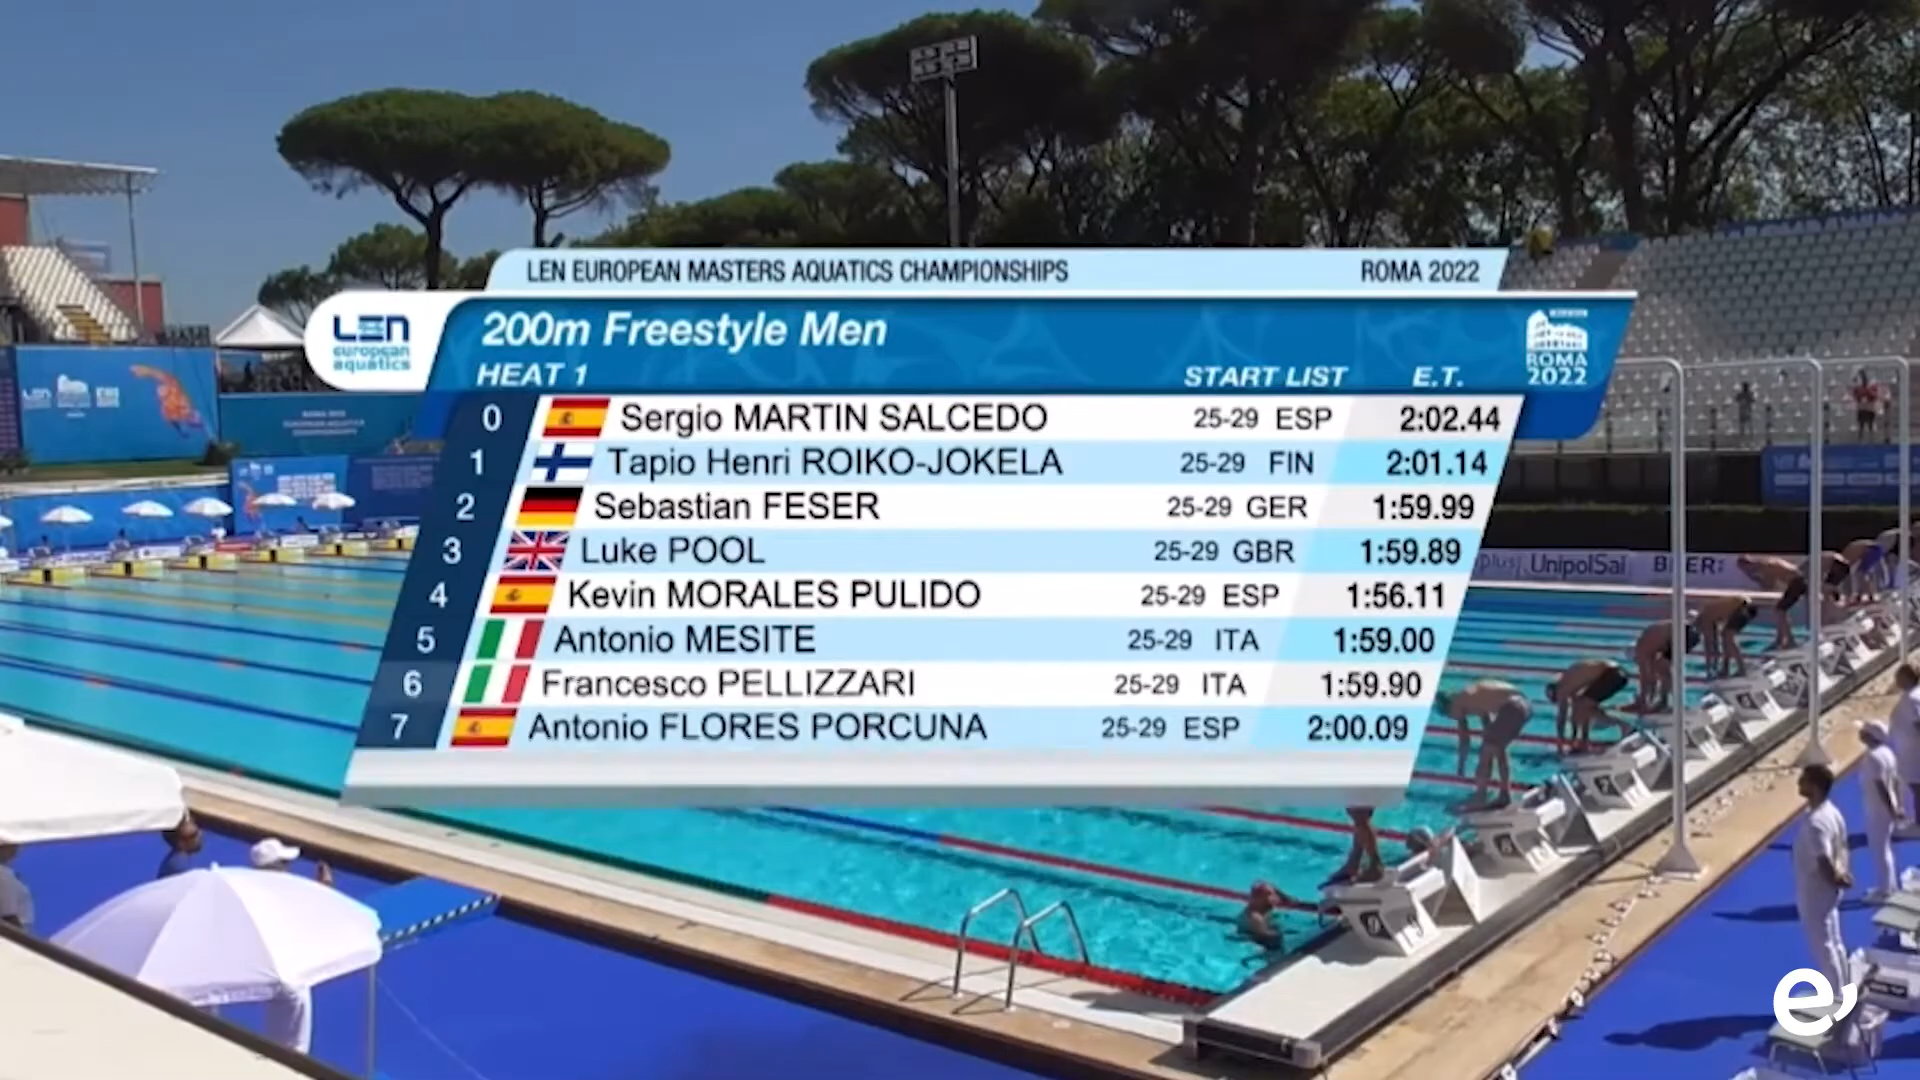 LEN EUROPEAN MASTERS AQUATICS CHAMPIONSHIPS ROMA 2022
LEN
european
aquatics
200m Freestyle Men
HEAT 1 START LIST E.T.
ROMA
2022
0 Sergio MARTIN SALCEDO 25-29 ESP 2:02.44
1 Tapio Henri ROIKO-JOKELA 25-29 FIN 2:01.14
2 Sebastian FESER 25-29 GER 1:59.99
3 Luke POOL 25-29 GBR 1:59.89
4 Kevin MORALES PULIDO 25-29 ESP 1:56.11
5 Antonio MESITE 25-29 ITA 1:59.00
6 Francesco PELLIZZARI 25-29 ITA 1:59.90
7 Antonio FLORES PORCUNA 25-29 ESP 2:00.09
UnipolSai
e